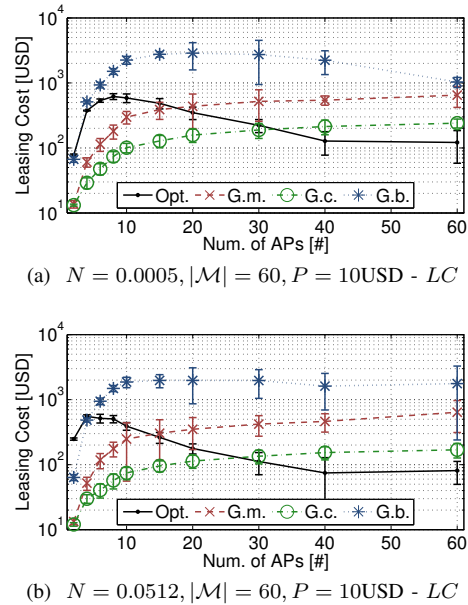 (a)
10^4
10^3
10^2
10^1
Leasing Cost [USD]
Opt. G.m. G.c. G.b.
10 20 30 40 50 60
Num. of APs [#]
(a) N = 0.0005, |M| = 60, P = 10USD - LC
10^4
10^3
10^2
10^1
Leasing Cost [USD]
Opt. G.m. G.c. G.b.
10 20 30 40 50 60
Num. of APs [#]
(b) N = 0.0512, |M| = 60, P = 10USD - LC